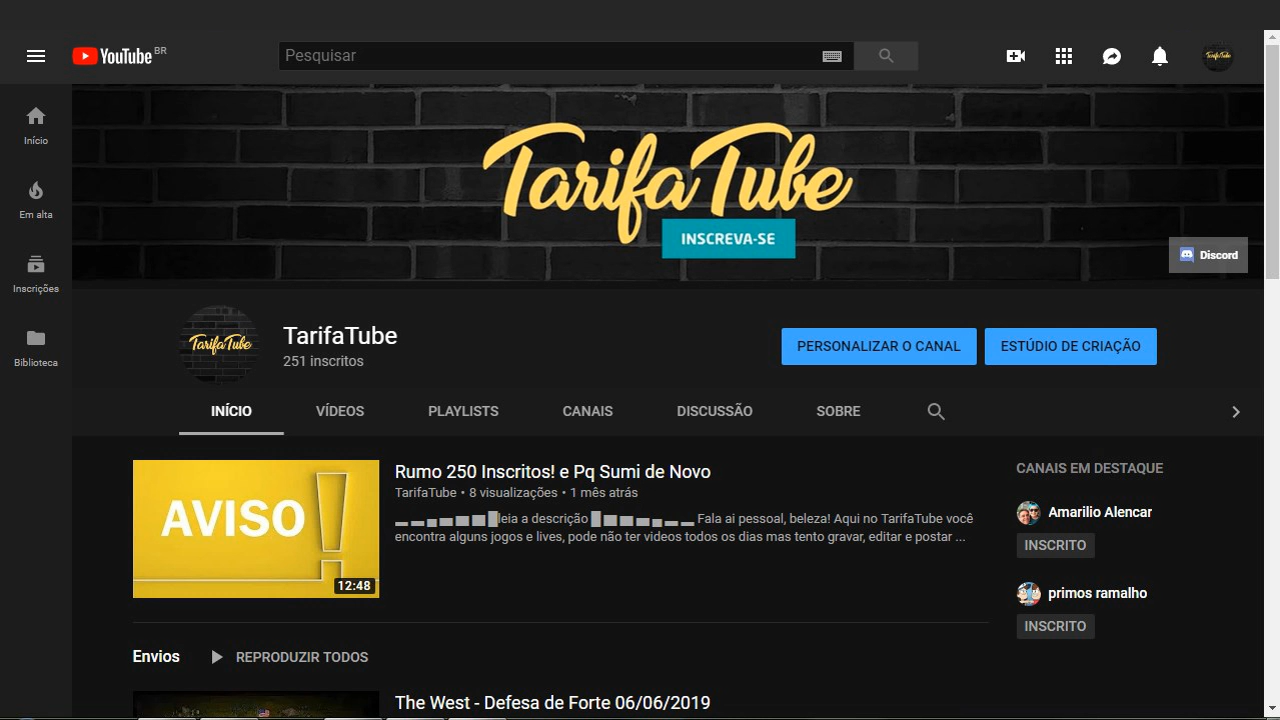 YouTube BR
Pesquisar
Início
Em alta
Inscrições
Biblioteca
TarifaTube
INSCREVA-SE
Discord
TarifaTube
TarifaTube
251 inscritos
PERSONALIZAR O CANAL
ESTÚDIO DE CRIAÇÃO
INÍCIO VÍDEOS PLAYLISTS CANAIS DISCUSSÃO SOBRE
AVISO!
12:48
Rumo 250 Inscritos! e Pq Sumi de Novo
TarifaTube • 8 visualizações • 1 mês atrás
▂ ▃ ▄ ▅ ▆ ▇ █leia a descrição █ ▇ ▆ ▅ ▄ ▃ ▂ Fala ai pessoal, beleza! Aqui no TarifaTube você
encontra alguns jogos e lives, pode não ter videos todos os dias mas tento gravar, editar e postar ...
CANAIS EM DESTAQUE
Amarilio Alencar
INSCRITO
primos ramalho
INSCRITO
Envios
REPRODUZIR TODOS
The West - Defesa de Forte 06/06/2019